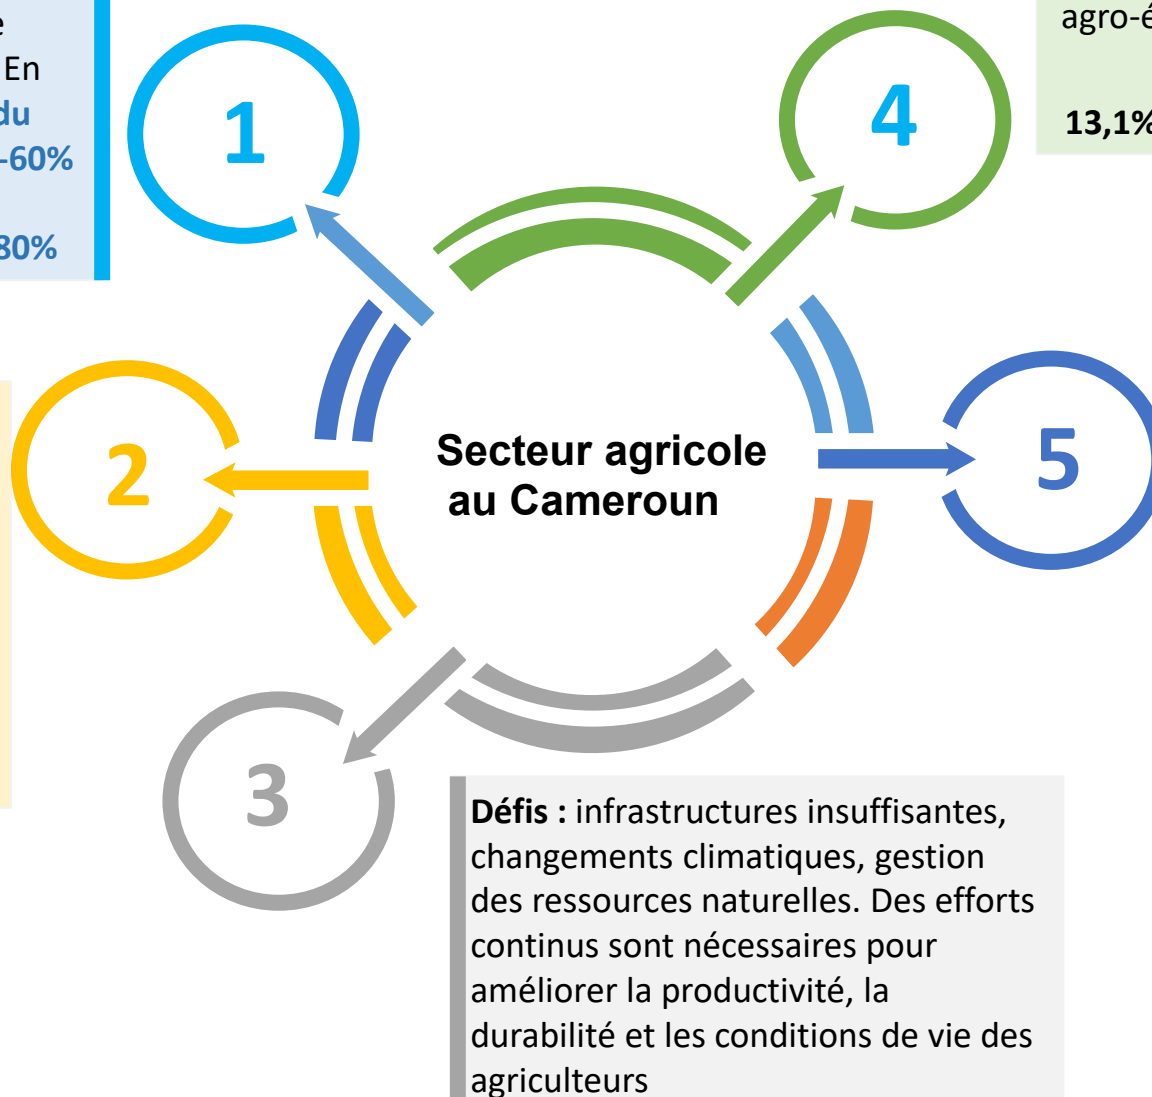 e
En
du
-60%
80%
1
4
agro-é
13,1%
2
Secteur agricole
au Cameroun
5
3
Défis : infrastructures insuffisantes,
changements climatiques, gestion
des ressources naturelles. Des efforts
continus sont nécessaires pour
améliorer la productivité, la
durabilité et les conditions de vie des
agriculteurs